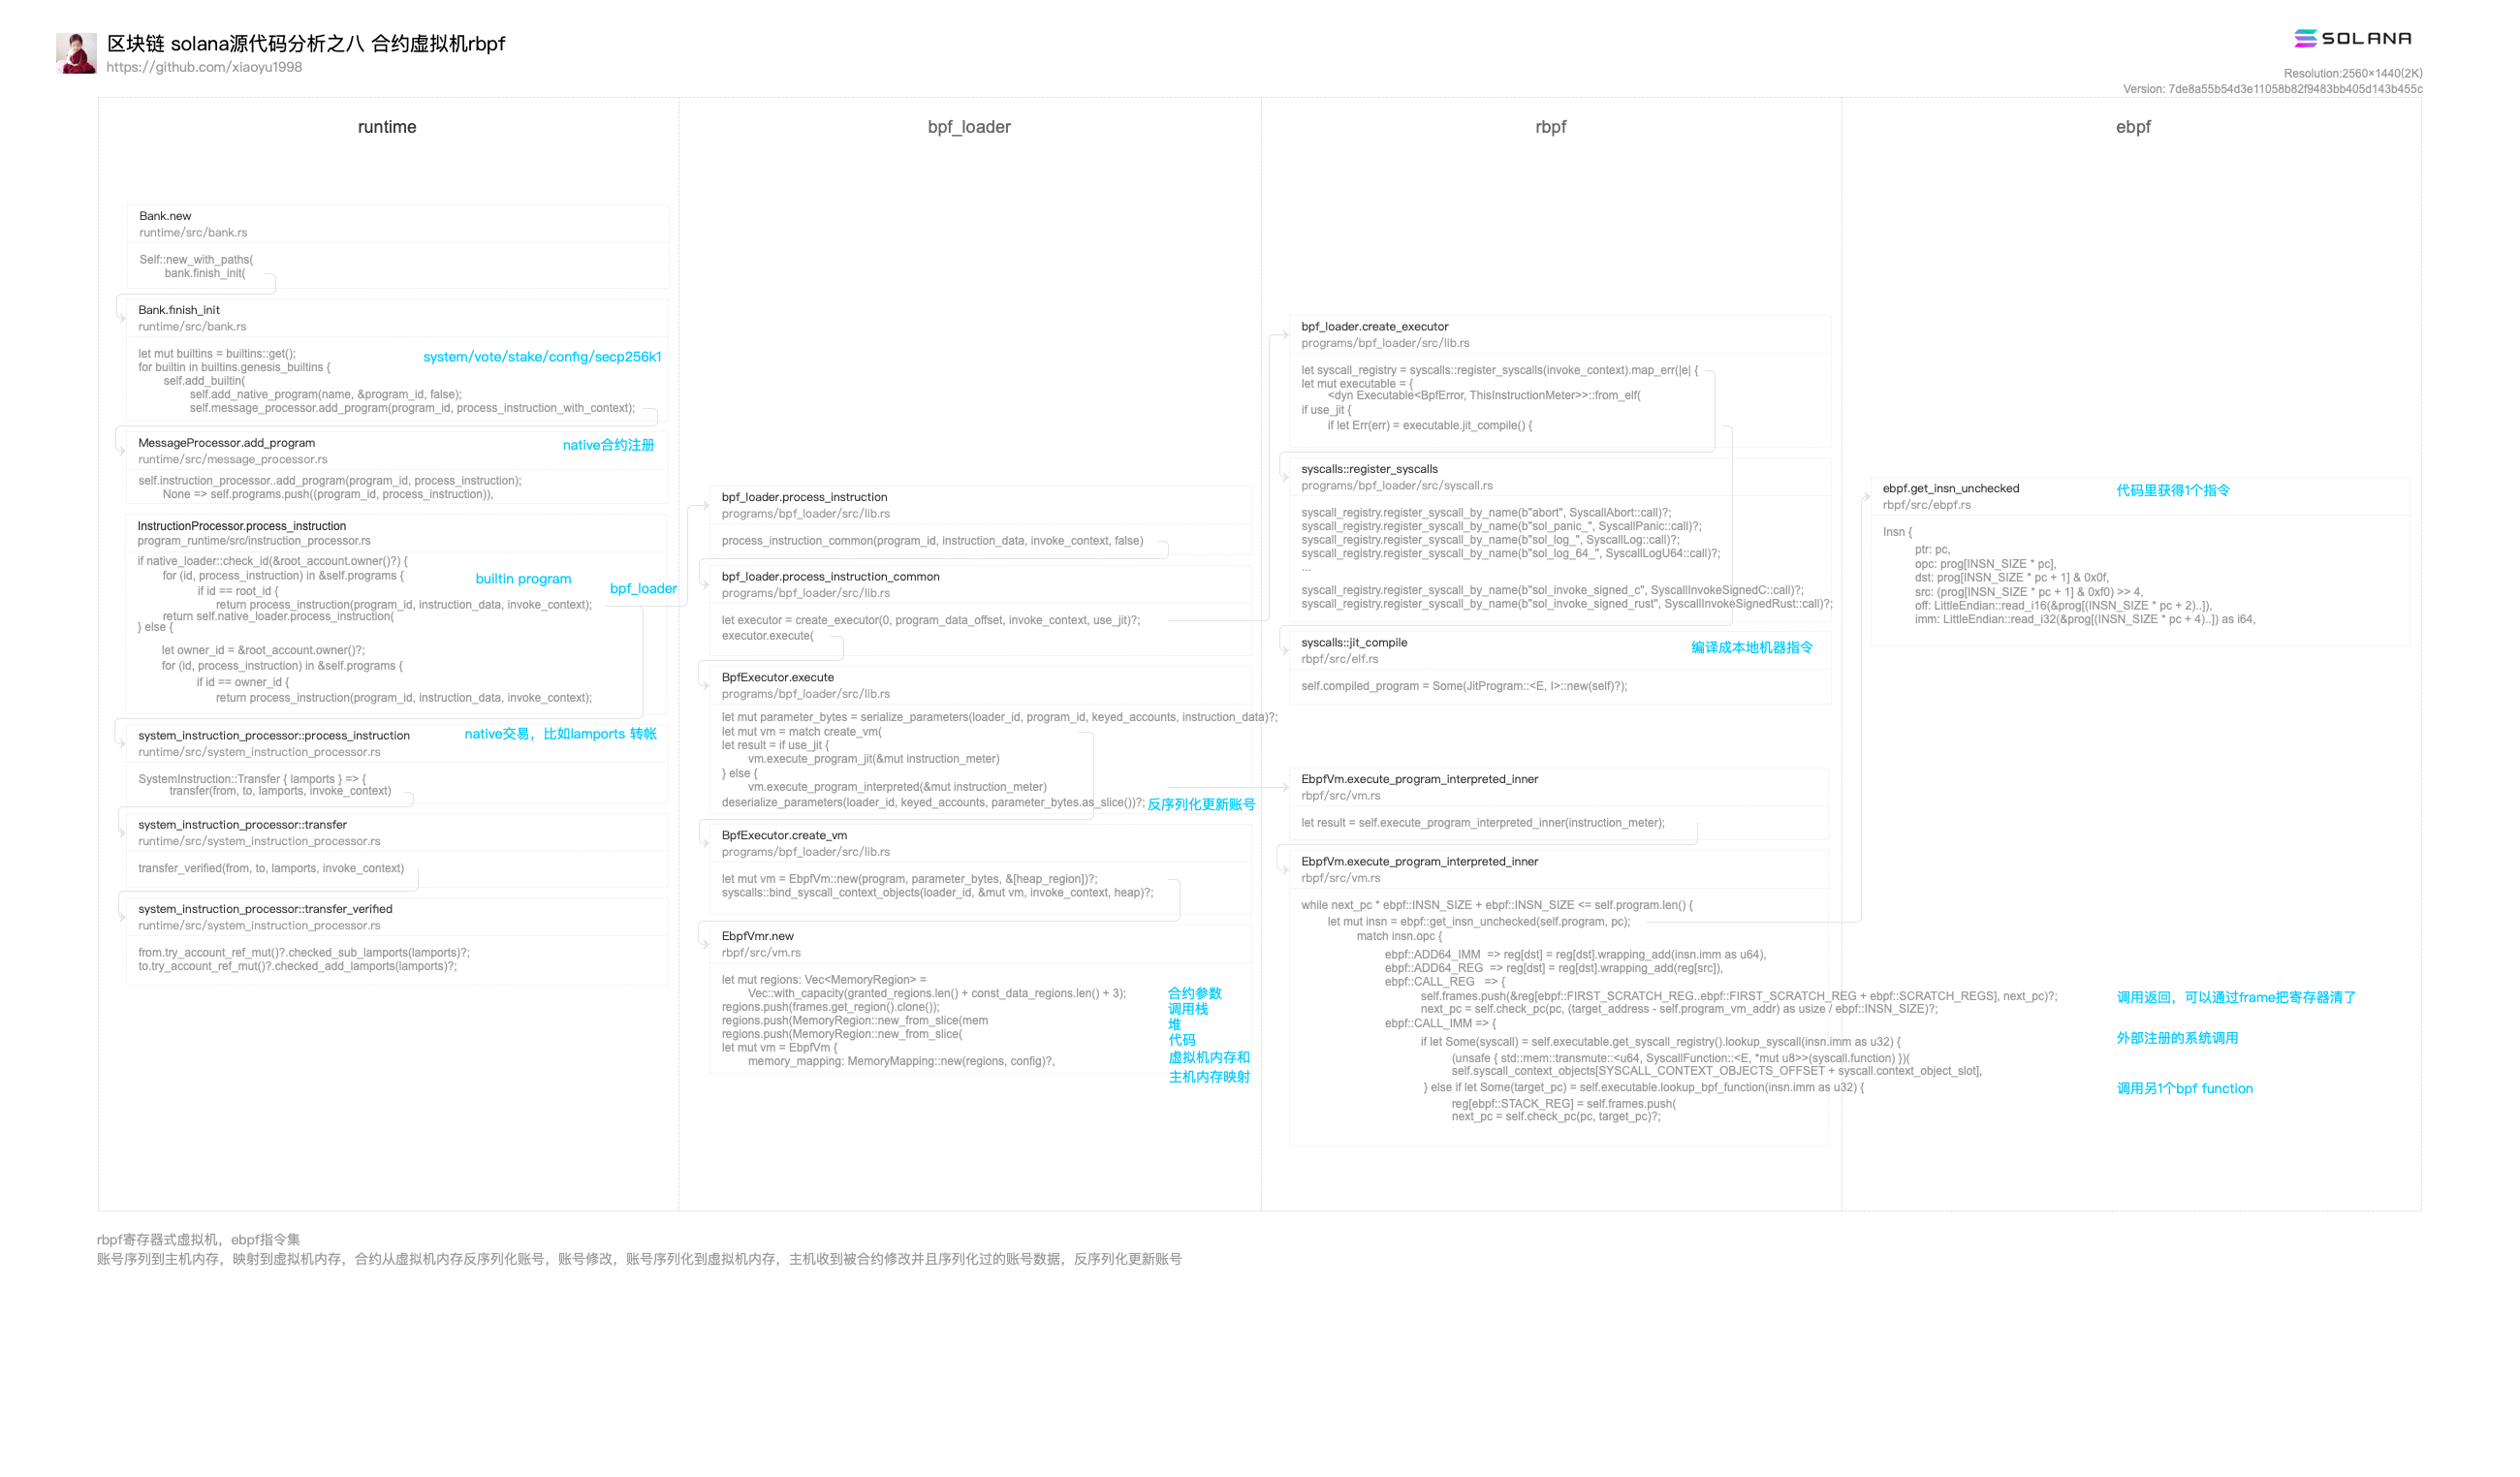 区块链 solana源代码分析之八 合约虚拟机rbpf
https://github.com/xiaoyu1998
SOLANA
Resolution:2560×1440(2K)
Version: 7de8a55b54d3e11058b82f9483bb405d143b455c
runtime
Bank.new
runtime/src/bank.rs
Self::new_with_paths(
bank.finish_init(
Bank.finish_init
runtime/src/bank.rs
let mut builtins = builtins::get();
system/vote/stake/config/secp256k1
for builtin in builtins.genesis_builtins {
self.add_builtin(
self.add_native_program(name, &program_id, false);
self.message_processor.add_program(program_id, process_instruction_with_context);
MessageProcessor.add_program
native合约注册
runtime/src/message_processor.rs
self.instruction_processor..add_program(program_id, process_instruction);
None => self.programs.push((program_id, process_instruction)),
InstructionProcessor.process_instruction
program_runtime/src/instruction_processor.rs
if native_loader::check_id(&root_account.owner()?) {
for (id, process_instruction) in &self.programs {
builtin program
bpf_loader
if id == root_id {
return process_instruction(program_id, instruction_data, invoke_context);
return self.native_loader.process_instruction(
} else {
let owner_id = &root_account.owner()?;
for (id, process_instruction) in &self.programs {
if id == owner_id {
return process_instruction(program_id, instruction_data, invoke_context);
system_instruction_processor::process_instruction
native交易，比如lamports 转帐
runtime/src/system_instruction_processor.rs
SystemInstruction::Transfer { lamports } => {
transfer(from, to, lamports, invoke_context)
system_instruction_processor::transfer
runtime/src/system_instruction_processor.rs
transfer_verified(from, to, lamports, invoke_context)
system_instruction_processor::transfer_verified
runtime/src/system_instruction_processor.rs
from.try_account_ref_mut()?.checked_sub_lamports(lamports)?;
to.try_account_ref_mut()?.checked_add_lamports(lamports)?;
bpf_loader
bpf_loader.process_instruction
programs/bpf_loader/src/lib.rs
process_instruction_common(program_id, instruction_data, invoke_context, false)
bpf_loader.process_instruction_common
programs/bpf_loader/src/lib.rs
let executor = create_executor(0, program_data_offset, invoke_context, use_jit)?;
executor.execute(
BpfExecutor.execute
programs/bpf_loader/src/lib.rs
let mut parameter_bytes = serialize_parameters(loader_id, program_id, keyed_accounts, instruction_data)?;
let mut vm = match create_vm(
let result = if use_jit {
vm.execute_program_jit(&mut instruction_meter)
} else {
vm.execute_program_interpreted(&mut instruction_meter)
deserialize_parameters(loader_id, keyed_accounts, parameter_bytes.as_slice())?;
反序列化更新账号
BpfExecutor.create_vm
programs/bpf_loader/src/lib.rs
let mut vm = EbpfVm::new(program, parameter_bytes, &[heap_region])?;
syscalls::bind_syscall_context_objects(loader_id, &mut vm, invoke_context, heap)?;
EbpfVmr.new
rbpf/src/vm.rs
let mut regions: Vec<MemoryRegion> =
Vec::with_capacity(granted_regions.len() + const_data_regions.len() + 3);
合约参数
regions.push(frames.get_region().clone());
调用栈
regions.push(MemoryRegion::new_from_slice(mem
堆
regions.push(MemoryRegion::new_from_slice(
代码
let mut vm = EbpfVm {
memory_mapping: MemoryMapping::new(regions, config)?,
虚拟机内存和
主机内存映射
rbpf
bpf_loader.create_executor
programs/bpf_loader/src/lib.rs
let syscall_registry = syscalls::register_syscalls(invoke_context).map_err(|e| {
let mut executable = {
<dyn Executable<BpfError, ThisInstructionMeter>>::from_elf(
if use_jit {
if let Err(err) = executable.jit_compile() {
syscalls::register_syscalls
programs/bpf_loader/src/syscall.rs
syscall_registry.register_syscall_by_name(b"abort", SyscallAbort::call)?;
syscall_registry.register_syscall_by_name(b"sol_panic_", SyscallPanic::call)?;
syscall_registry.register_syscall_by_name(b"sol_log_", SyscallLog::call)?;
syscall_registry.register_syscall_by_name(b"sol_log_64_", SyscallLogU64::call)?;
...
syscall_registry.register_syscall_by_name(b"sol_invoke_signed_c", SyscallInvokeSignedC::call)?;
syscall_registry.register_syscall_by_name(b"sol_invoke_signed_rust", SyscallInvokeSignedRust::call)?;
syscalls::jit_compile
编译成本地机器指令
rbpf/src/elf.rs
self.compiled_program = Some(JitProgram::<E, I>::new(self)?);
EbpfVm.execute_program_interpreted_inner
rbpf/src/vm.rs
let result = self.execute_program_interpreted_inner(instruction_meter);
EbpfVm.execute_program_interpreted_inner
rbpf/src/vm.rs
while next_pc * ebpf::INSN_SIZE + ebpf::INSN_SIZE <= self.program.len() {
let mut insn = ebpf::get_insn_unchecked(self.program, pc);
match insn.opc {
ebpf::ADD64_IMM => reg[dst] = reg[dst].wrapping_add(insn.imm as u64),
ebpf::ADD64_REG => reg[dst] = reg[dst].wrapping_add(reg[src]),
ebpf::CALL_REG => {
self.frames.push(&reg[ebpf::FIRST_SCRATCH_REG..ebpf::FIRST_SCRATCH_REG + ebpf::SCRATCH_REGS], next_pc)?;
调用返回，可以通过frame把寄存器清了
next_pc = self.check_pc(pc, (target_address - self.program_vm_addr) as usize / ebpf::INSN_SIZE)?;
ebpf::CALL_IMM => {
if let Some(syscall) = self.executable.get_syscall_registry().lookup_syscall(insn.imm as u32) {
外部注册的系统调用
(unsafe { std::mem::transmute::<u64, SyscallFunction::<E, *mut u8>>(syscall.function) })(
self.syscall_context_objects[SYSCALL_CONTEXT_OBJECTS_OFFSET + syscall.context_object_slot],
} else if let Some(target_pc) = self.executable.lookup_bpf_function(insn.imm as u32) {
调用另1个bpf function
reg[ebpf::STACK_REG] = self.frames.push(
next_pc = self.check_pc(pc, target_pc)?;
ebpf
ebpf.get_insn_unchecked
代码里获得1个指令
rbpf/src/ebpf.rs
Insn {
ptr: pc,
opc: prog[INSN_SIZE * pc],
dst: prog[INSN_SIZE * pc + 1] & 0x0f,
src: (prog[INSN_SIZE * pc + 1] & 0xf0) >> 4,
off: LittleEndian::read_i16(&prog[(INSN_SIZE * pc + 2)..]),
imm: LittleEndian::read_i32(&prog[(INSN_SIZE * pc + 4)..]) as i64,
rbpf寄存器式虚拟机，ebpf指令集
账号序列到主机内存，映射到虚拟机内存，合约从虚拟机内存反序列化账号，账号修改，账号序列化到虚拟机内存，主机收到被合约修改并且序列化过的账号数据，反序列化更新账号